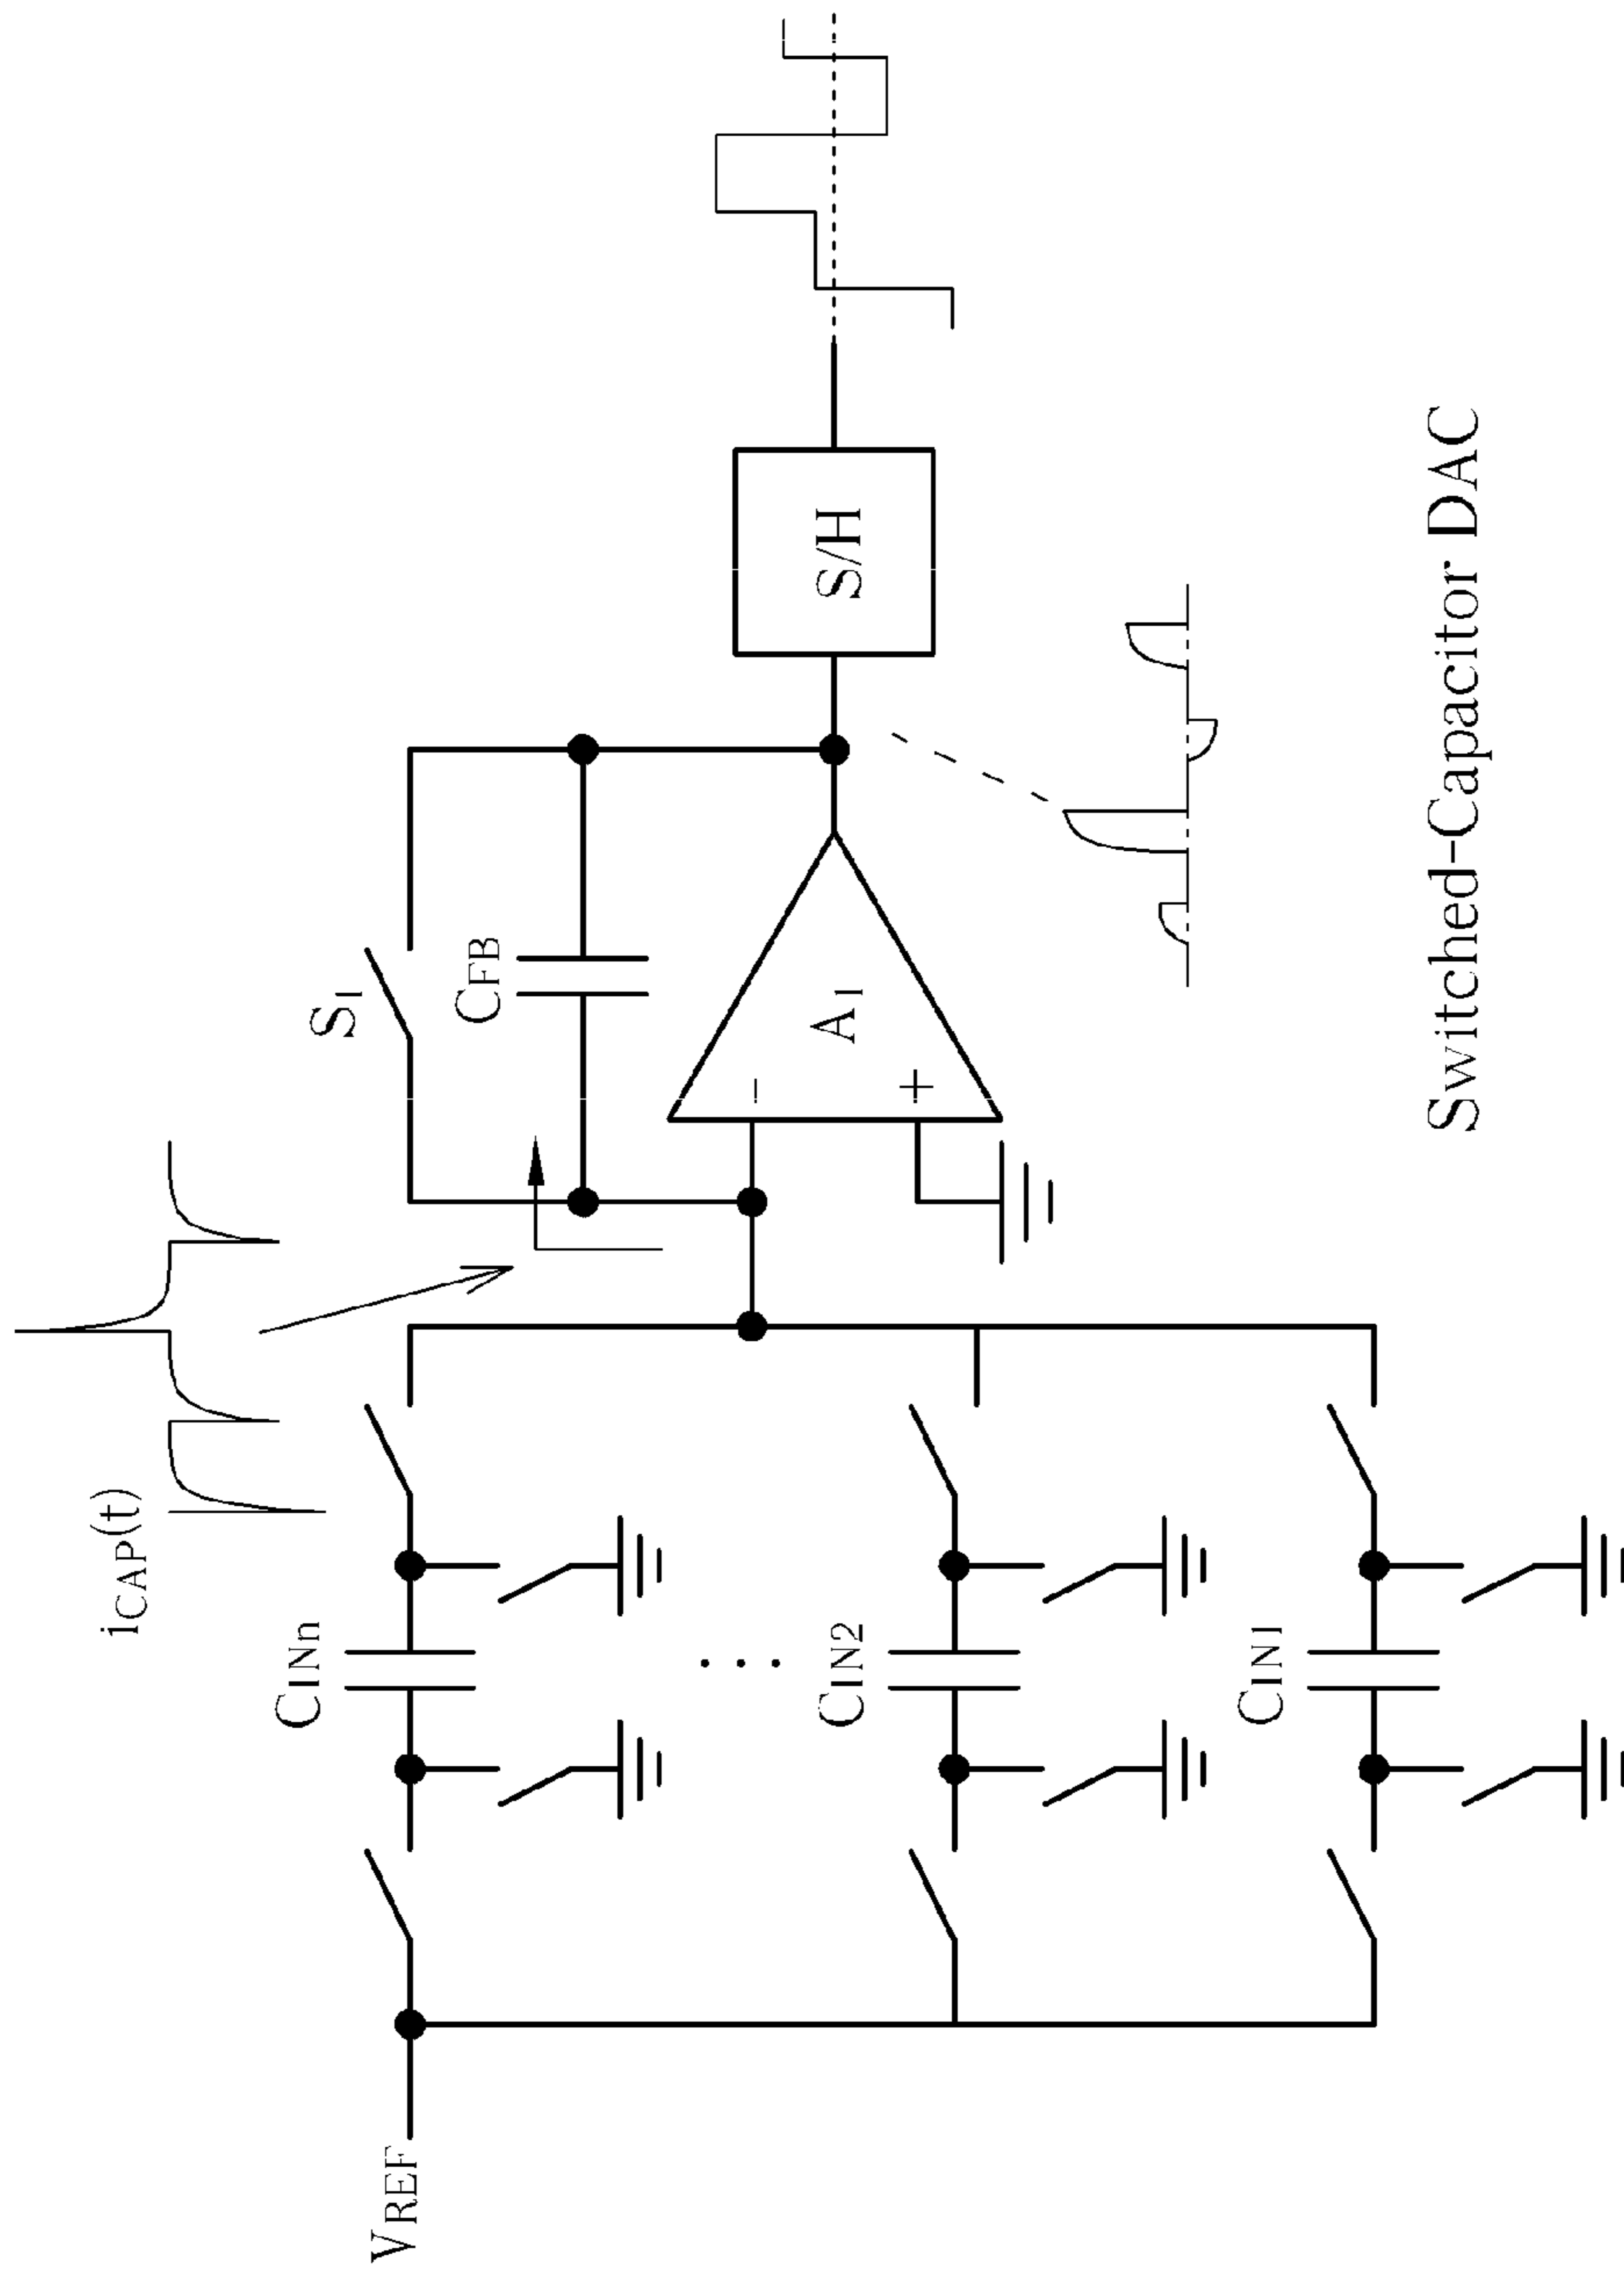 iCAP(t)
S1
CFB
VREF
CINn
A1
-
+
S/H
...
CIN2
CIN1
Switched-Capacitor DAC